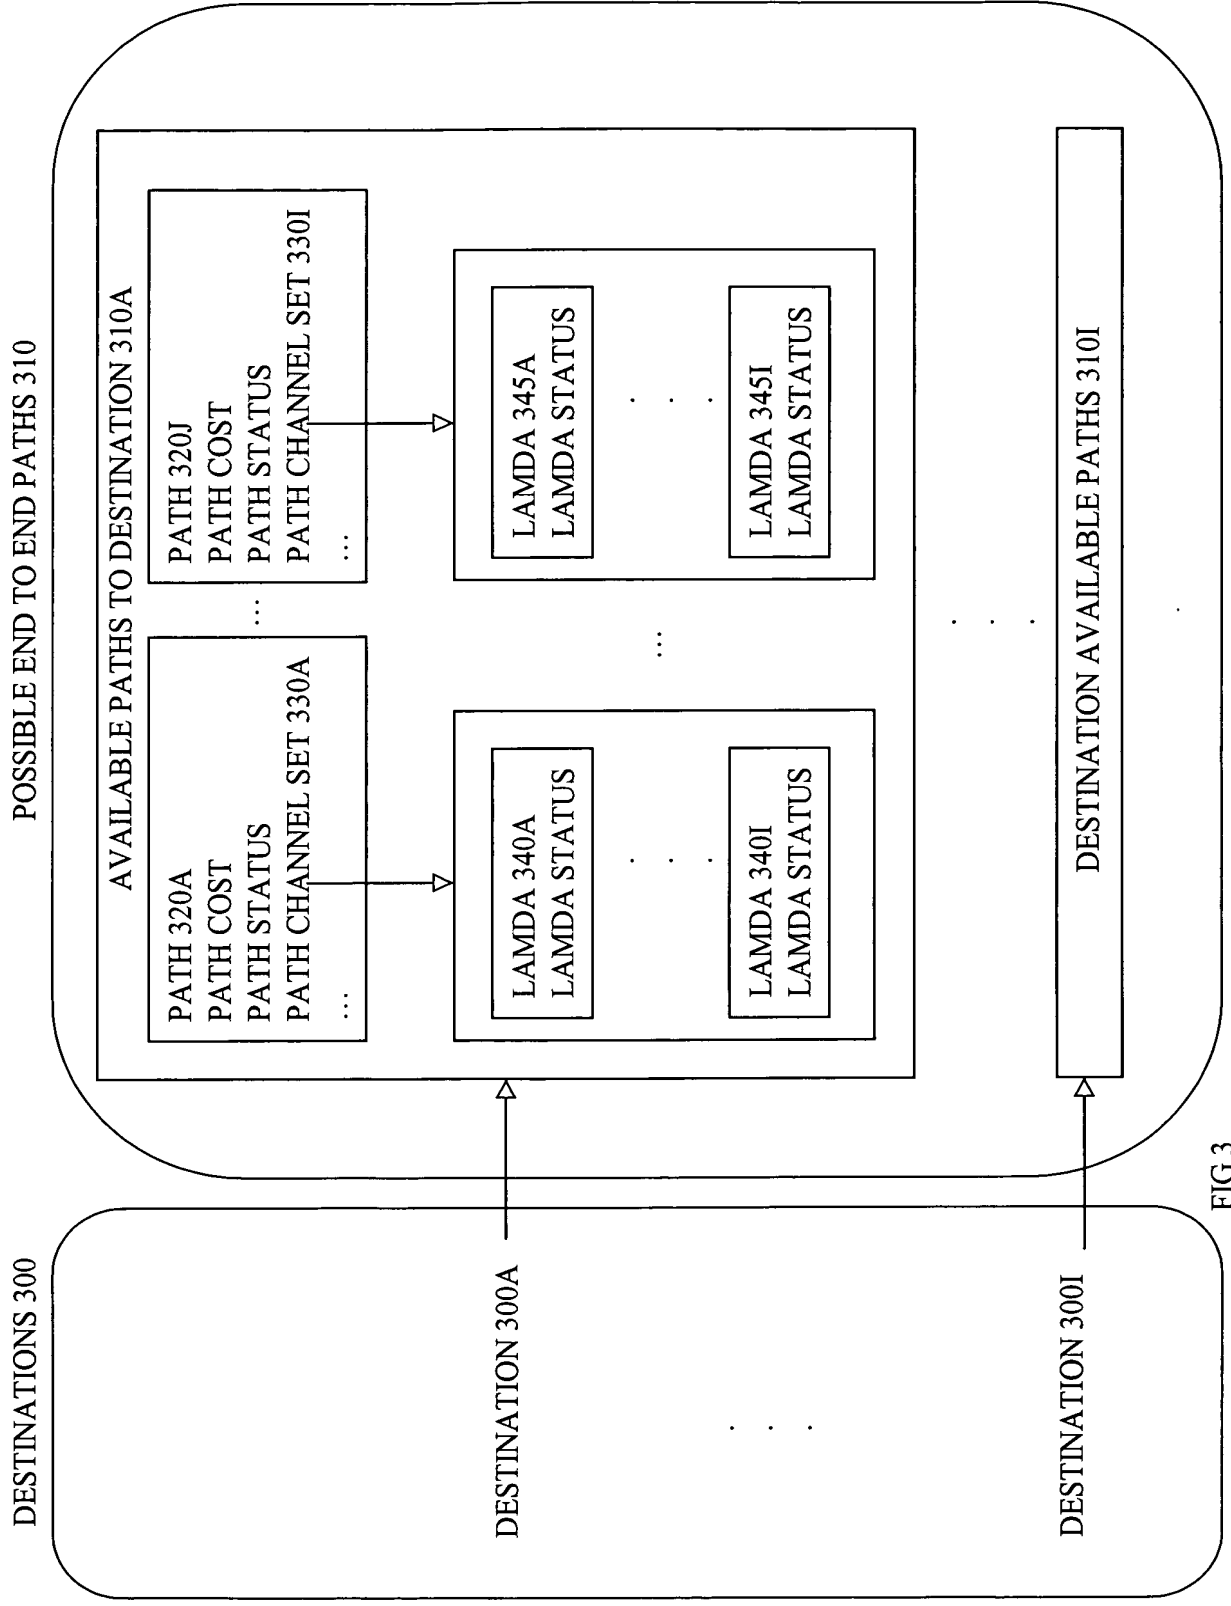 DESTINATIONS 300
POSSIBLE END TO END PATHS 310
AVAILABLE PATHS TO DESTINATION 310A
PATH 320A
PATH COST
PATH STATUS
PATH CHANNEL SET 330A
...
...
PATH 320J
PATH COST
PATH STATUS
PATH CHANNEL SET 330I
...
DESTINATION 300A
LAMDA 340A
LAMDA STATUS
. . .
LAMDA 340I
LAMDA STATUS
...
LAMDA 345A
LAMDA STATUS
. . .
LAMDA 345I
LAMDA STATUS
. . .
. . .
DESTINATION 300I
DESTINATION AVAILABLE PATHS 310I
FIG 3